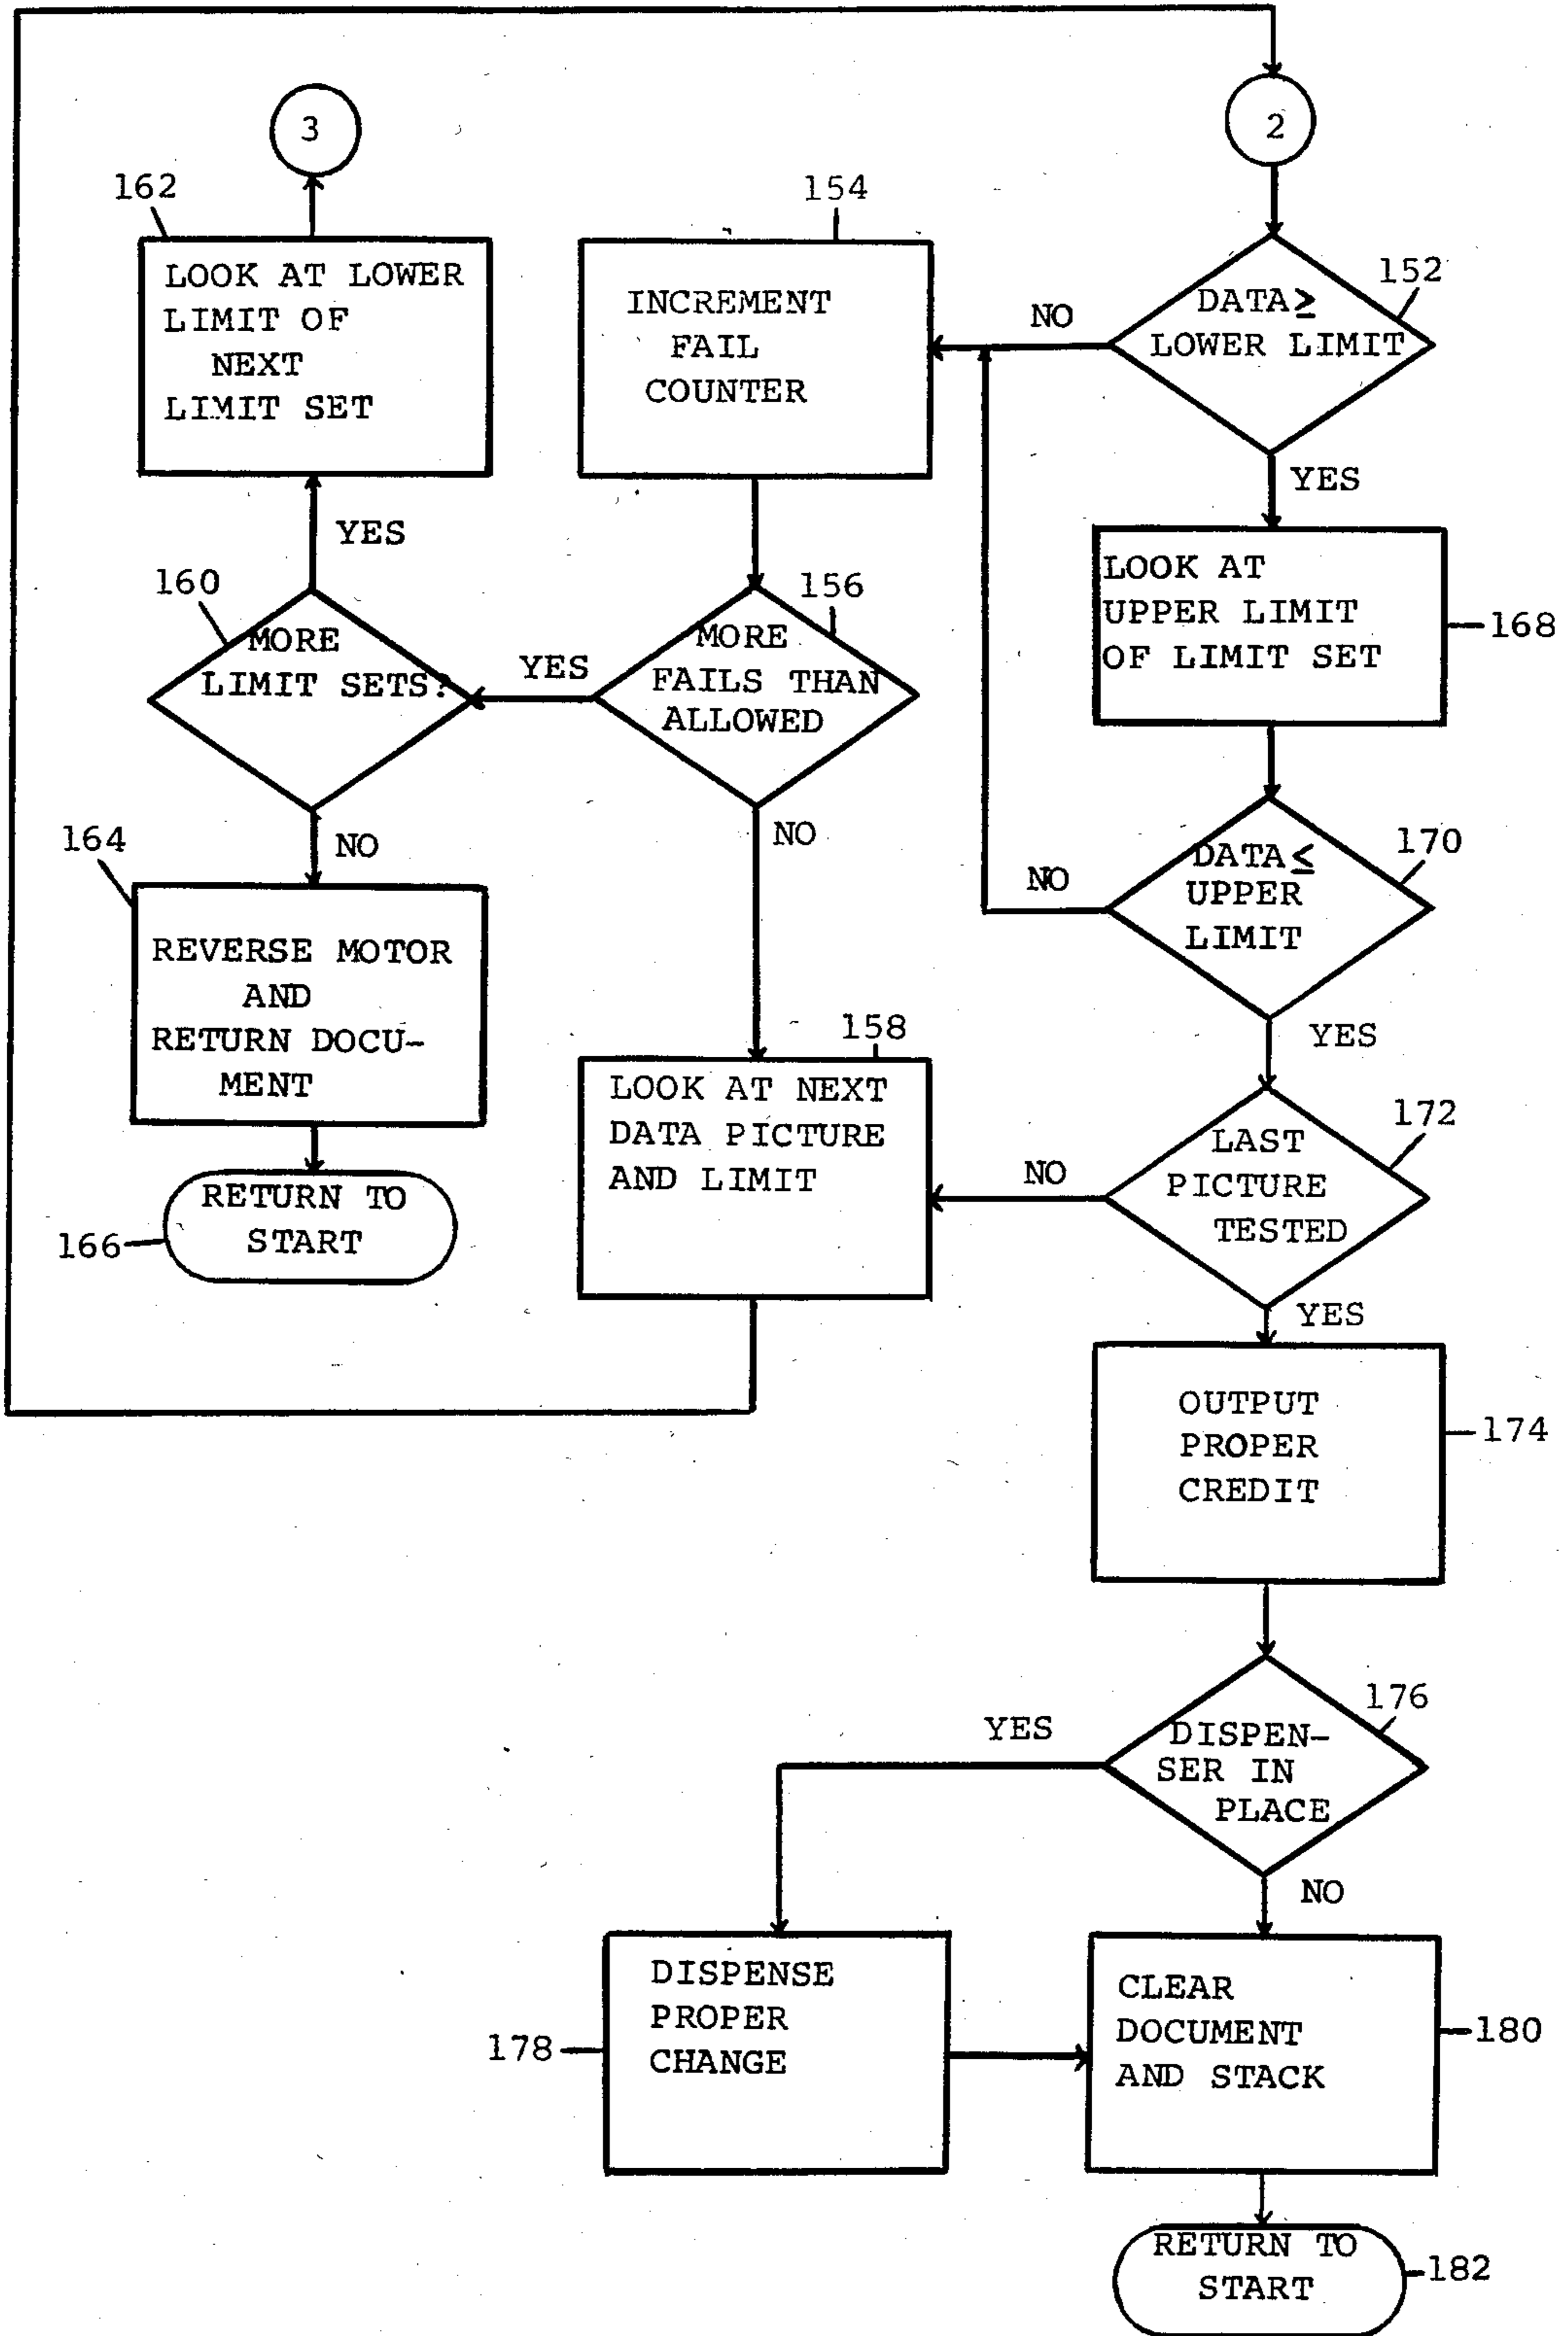 3
2
162
154
152
LOOK AT LOWER
LIMIT OF
NEXT
LIMIT SET
INCREMENT
FAIL
COUNTER
NO
DATA≥
LOWER LIMIT
YES
YES
160
MORE
LIMIT SETS?
YES
156
MORE
FAILS THAN
ALLOWED
LOOK AT
UPPER LIMIT
OF LIMIT SET
168
NO
NO
164
REVERSE MOTOR
AND
RETURN DOCU-
MENT
NO
170
DATA≤
UPPER
LIMIT
YES
158
LOOK AT NEXT
DATA PICTURE
AND LIMIT
NO
172
LAST
PICTURE
TESTED
YES
166
RETURN TO
START
OUTPUT
PROPER
CREDIT
174
YES
176
DISPEN-
SER IN
PLACE
NO
178
DISPENSE
PROPER
CHANGE
CLEAR
DOCUMENT
AND STACK
180
RETURN TO
START
182